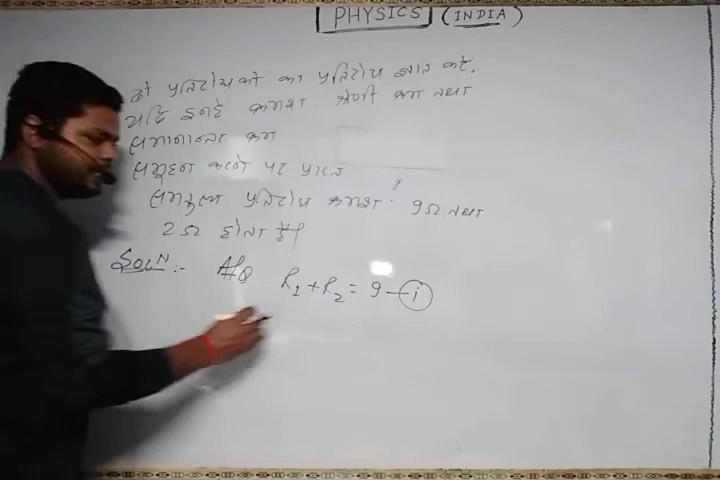 PHYSICS (INDIA)
दो प्रतिरोधकों का प्रतिरोध ज्ञात करें,
यदि इन्हें क्रमशः श्रेणी क्रम तथा
समानान्तर क्रम
संयोजन करने पर प्राप्त
समतुल्य प्रतिरोध क्रमशः 9Ω तथा
2Ω होता है।
SOLN:- A/Q R₁+R₂=9—(i)